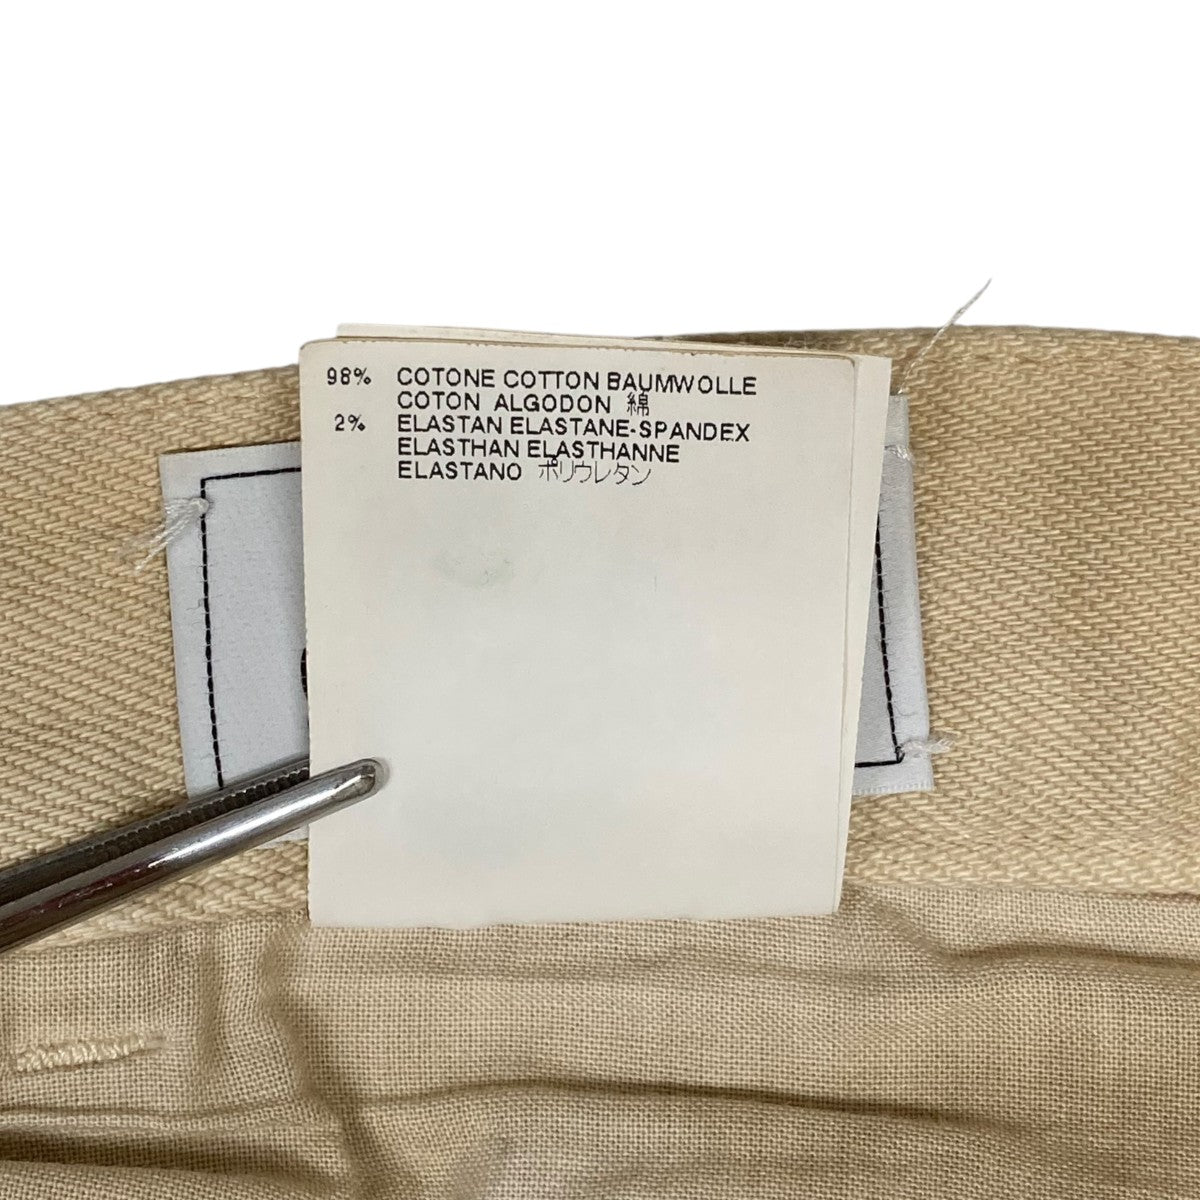 98% COTONE COTTON BAUMWOLLE
COTON ALGODON 綿
2% ELASTAN ELASTANE-SPANDEX
ELASTHAN ELASTHANNE
ELASTANO ポリウレタン